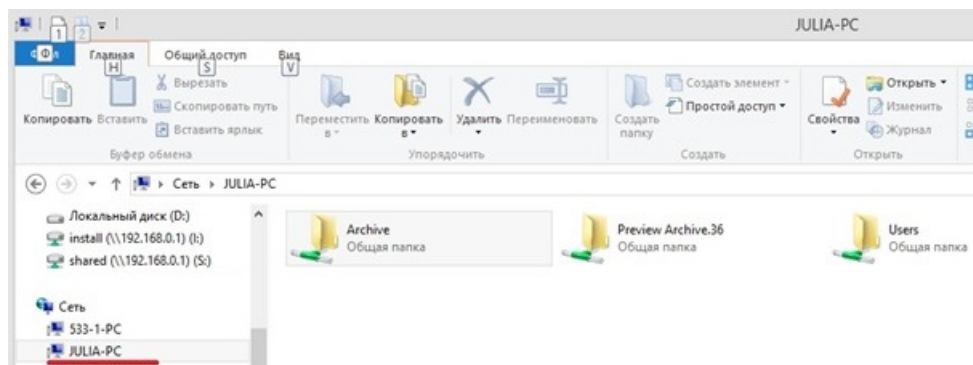 JULIA-PC
1
2
Ф
Главная
Общий доступ
Вид
H
S
V
Копировать
Вставить
Вырезать
Скопировать путь
Вставить ярлык
Буфер обмена
Переместить
в
Копировать
в
Удалить
Переименовать
Упорядочить
Создать
папку
Создать элемент
Простой доступ
Создать
Свойства
Открыть
Изменить
Журнал
Открыть
Сеть
JULIA-PC
Локальный диск (D:)
install (\\192.168.0.1) (I:)
shared (\\192.168.0.1) (S:)
Сеть
533-1-PC
JULIA-PC
Archive
Общая папка
Preview Archive.36
Общая папка
Users
Общая папка